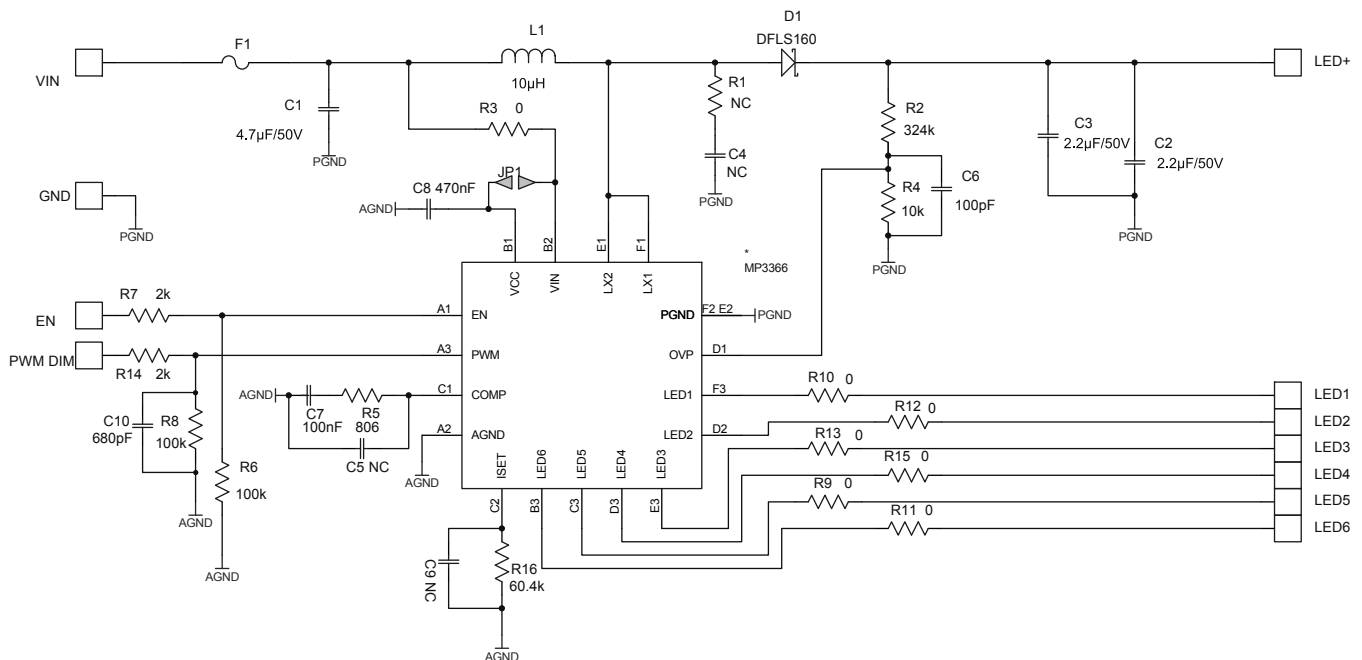 D1
DFLS160
L1
10µH
F1
VIN
LED+
C1
4.7µF/50V
PGND
R3 0
R1
NC
C4
NC
PGND
R2
324k
C3
2.2µF/50V
C2
2.2µF/50V
JP1
C8 470nF
AGND
R4
10k
C6
100pF
GND
PGND
PGND
PGND
B1
B2
E1
F1
VCC
VIN
LX2
LX1
*
MP3366
R7 2k
EN
A1
EN
PGND
F2 E2
PGND
PWM DIM
R14 2k
A3
PWM
OVP
D1
AGND
C7
100nF
R5
806
C1
COMP
LED1
F3
R10 0
LED1
C5 NC
A2
AGND
AGND
LED2
D2
R12 0
LED2
C10
680pF
R8
100k
AGND
R6
100k
AGND
ISET
LED6
LED5
LED4
LED3
C2
B3
C3
D3
E3
R13 0
LED3
R15 0
LED4
R9 0
LED5
R11 0
LED6
C9 NC
R16
60.4k
AGND